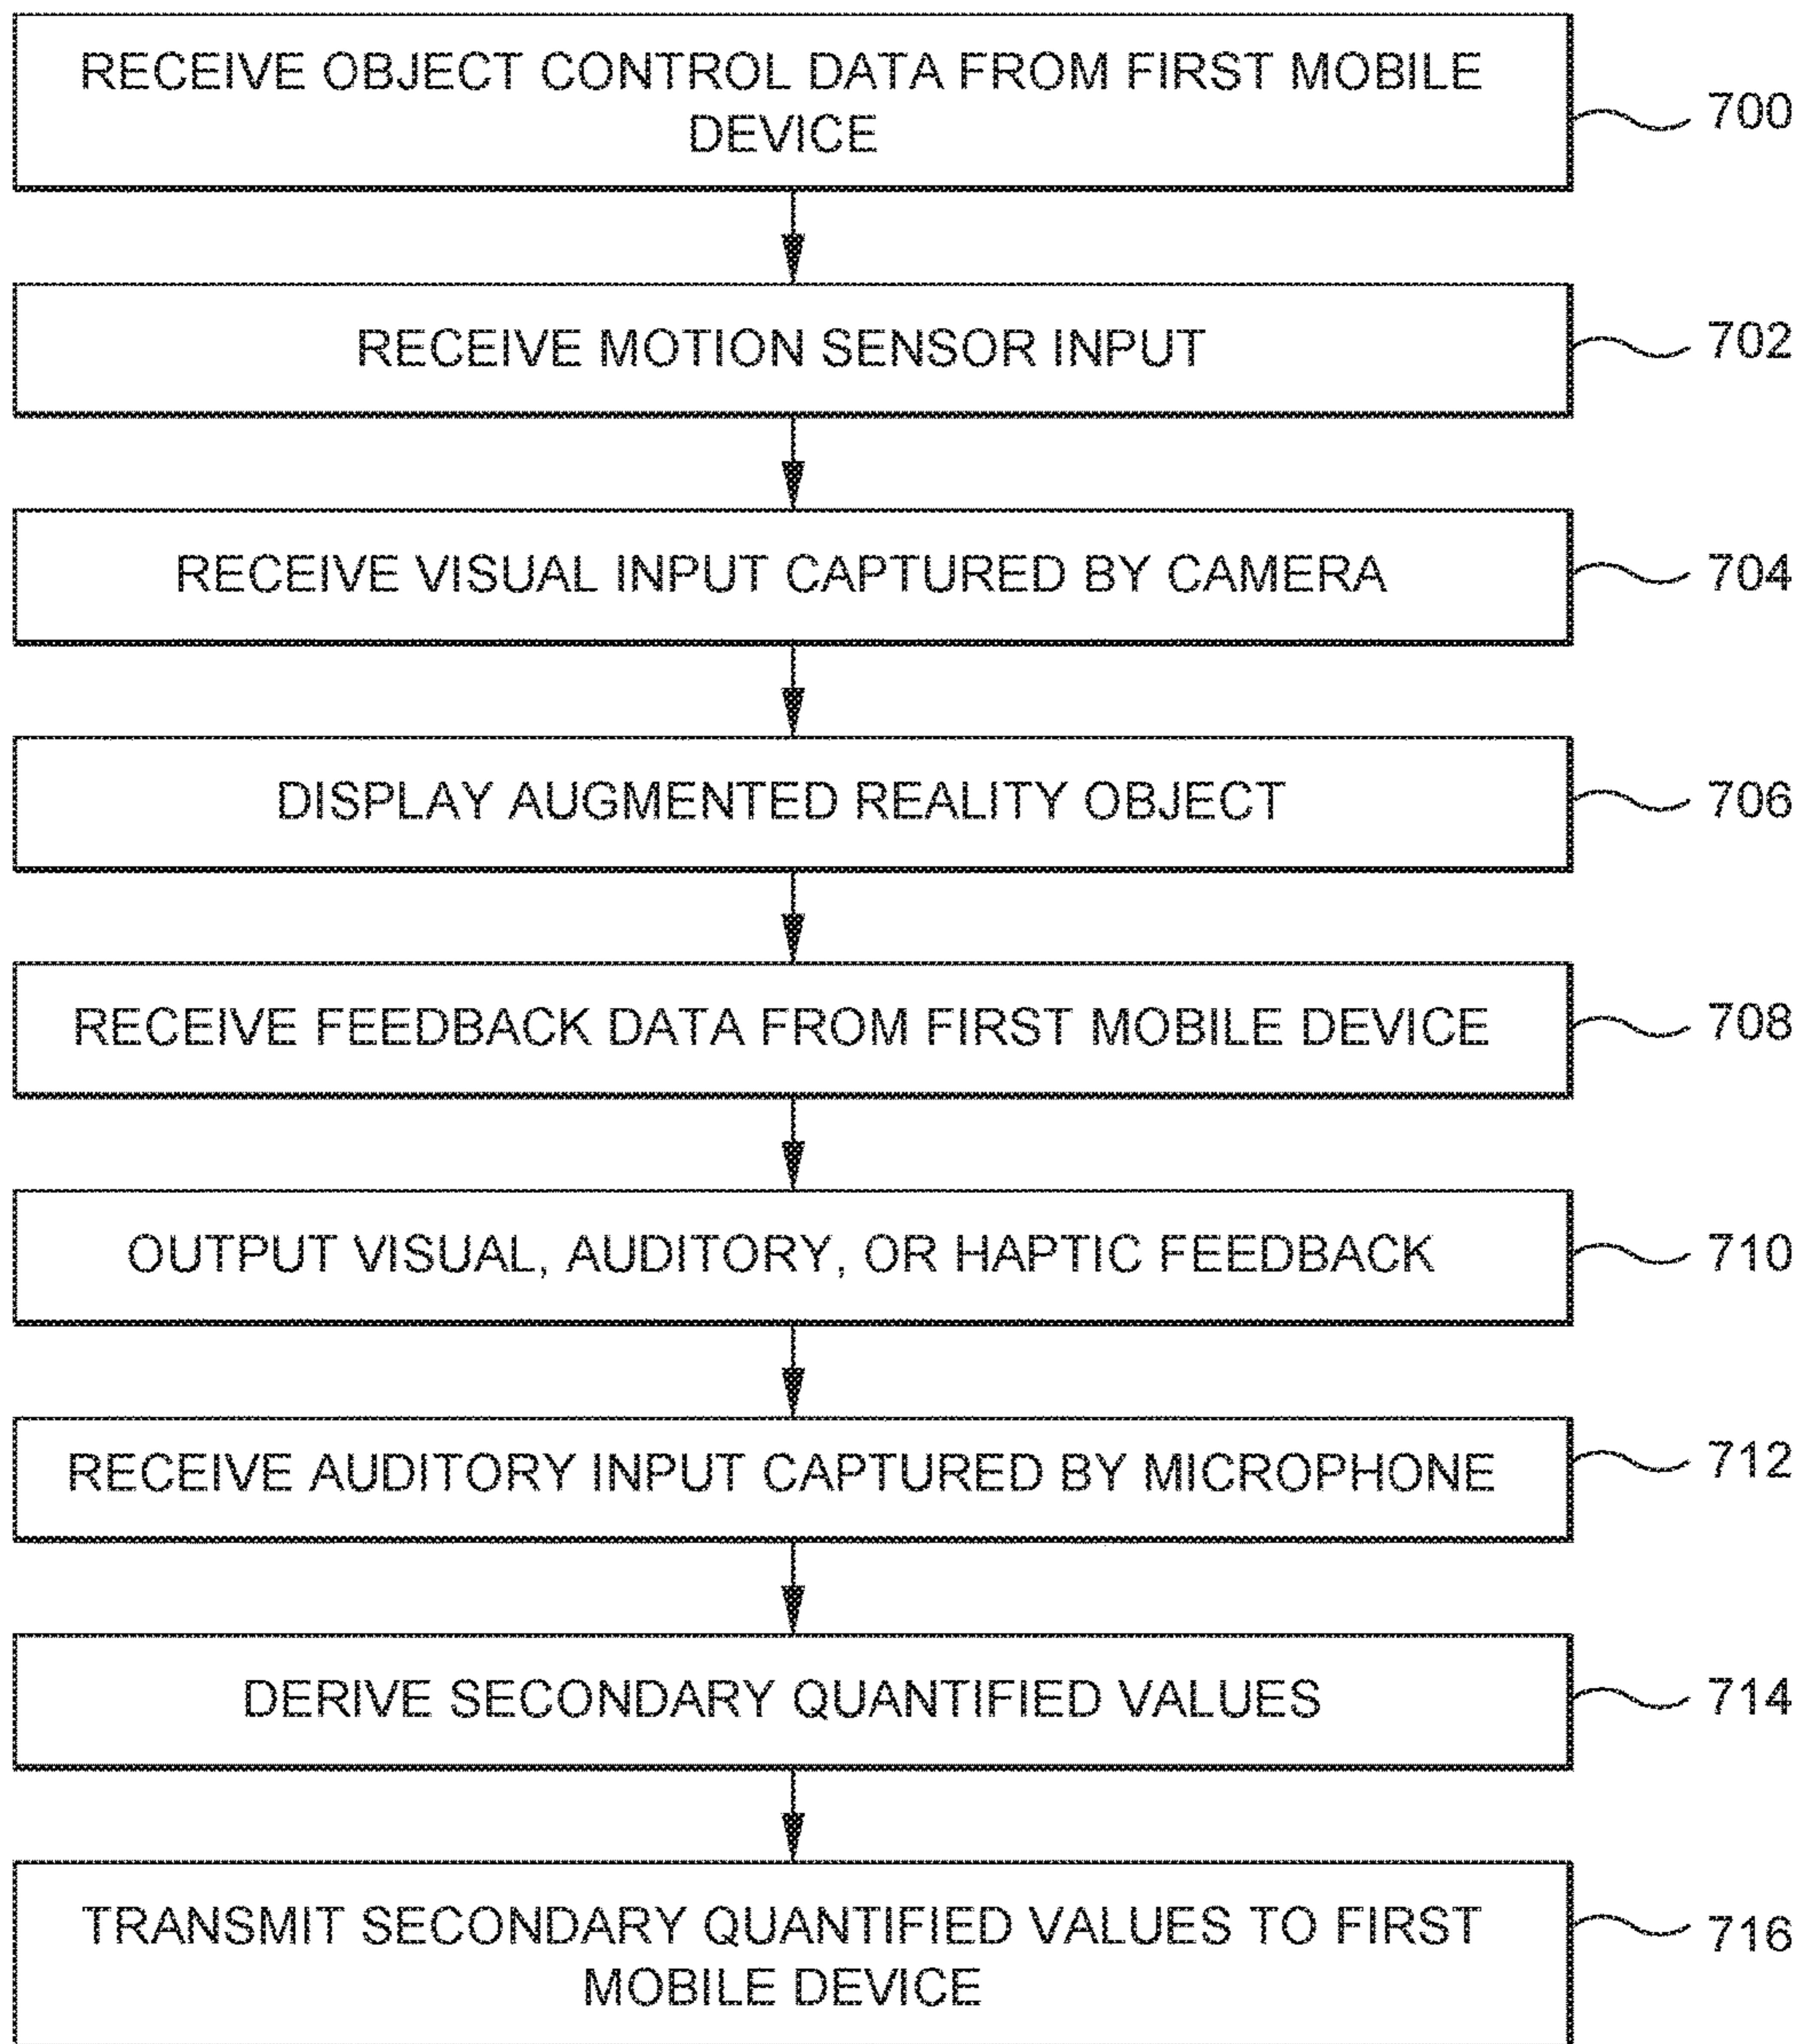 RECEIVE OBJECT CONTROL DATA FROM FIRST MOBILE
DEVICE
700
RECEIVE MOTION SENSOR INPUT
702
RECEIVE VISUAL INPUT CAPTURED BY CAMERA
704
DISPLAY AUGMENTED REALITY OBJECT
706
RECEIVE FEEDBACK DATA FROM FIRST MOBILE DEVICE
708
OUTPUT VISUAL, AUDITORY, OR HAPTIC FEEDBACK
710
RECEIVE AUDITORY INPUT CAPTURED BY MICROPHONE
712
DERIVE SECONDARY QUANTIFIED VALUES
714
TRANSMIT SECONDARY QUANTIFIED VALUES TO FIRST
MOBILE DEVICE
716